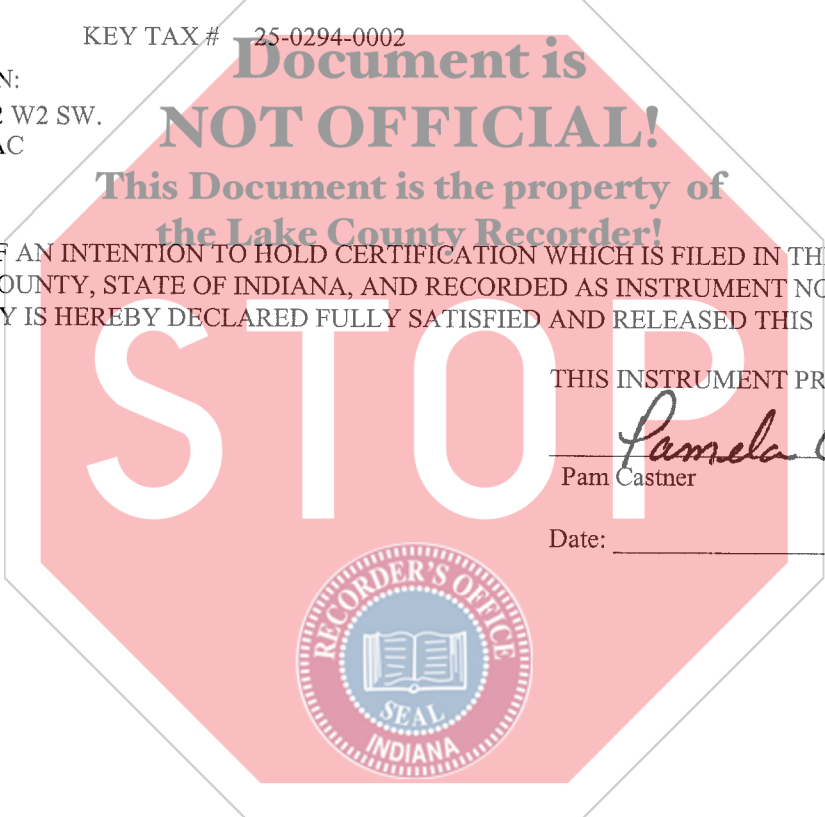 KEY TAX # 25-0294-0002
Document is
N:
W2 SW.
NOT OFFICIAL!
AC
This Document is the property of
the Lake County Recorder!
F AN INTENTION TO HOLD CERTIFICATION WHICH IS FILED IN TH
OUNTY, STATE OF INDIANA, AND RECORDED AS INSTRUMENT NO
Y IS HEREBY DECLARED FULLY SATISFIED AND RELEASED THIS
STOP
THIS INSTRUMENT PR
Pamela C
Pam Castner
Date:
RECORDER'S OFFICE
SEAL
INDIANA